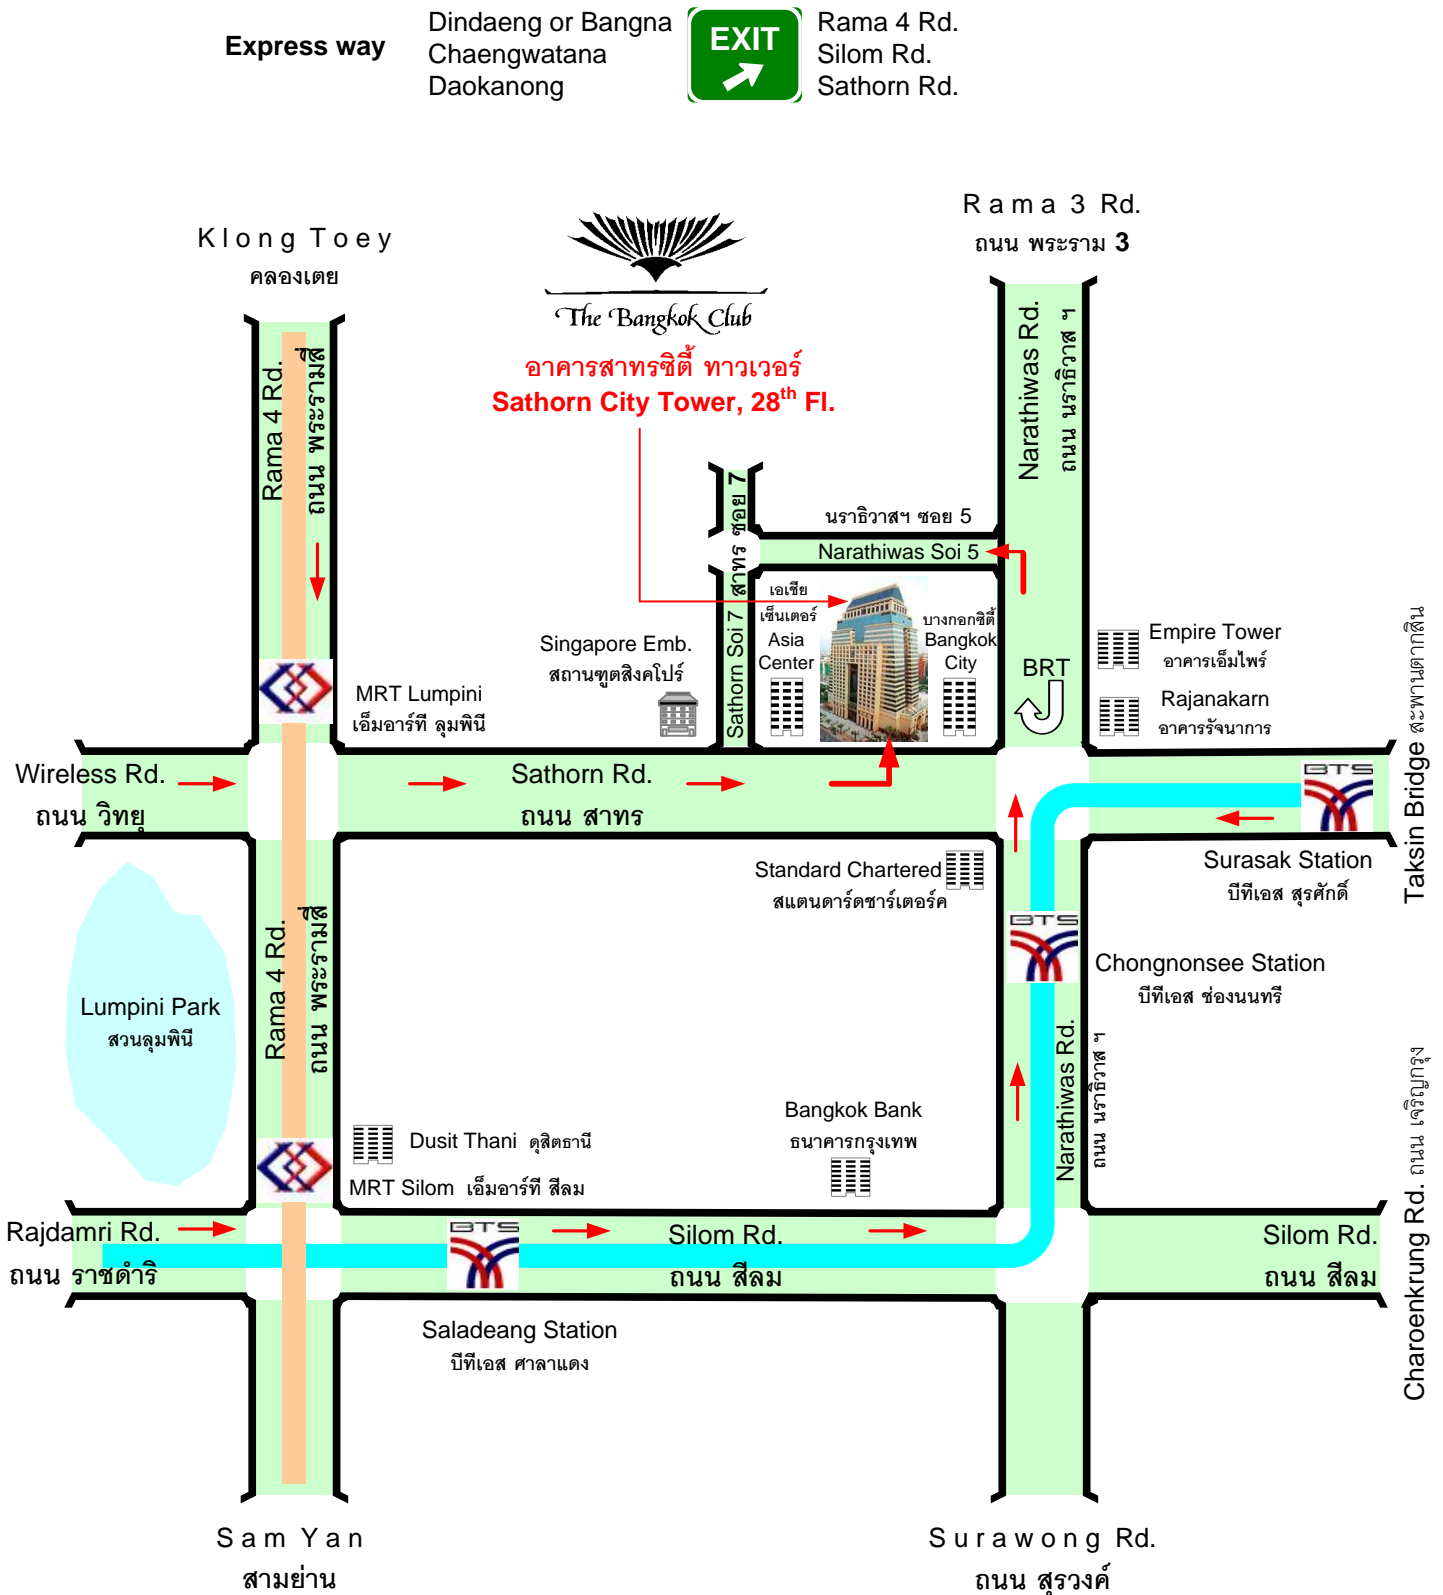 Express way
Dindaeng or Bangna
Chaengwatana
Daokanong
EXIT
Rama 4 Rd.
Silom Rd.
Sathorn Rd.
Rama 3 Rd.
ถนน พระราม 3
Klong Toey
คลองเตย
The Bangkok Club
อาคารสาทรซิตี้ ทาวเวอร์
Sathorn City Tower, 28th Fl.
Rama 4 Rd.
ถนน พระรามสี่
Narathiwas Rd.
ถนน นราธิวาส ฯ
Sathorn Soi 7
สาทร ซอย 7
นราธิวาสฯ ซอย 5
Narathiwas Soi 5
เอเชีย
เซ็นเตอร์
Asia
Center
บางกอกซิตี้
Bangkok
City
Singapore Emb.
สถานฑูตสิงคโปร์
MRT Lumpini
เอ็มอาร์ที ลุมพินี
BRT
Empire Tower
อาคารเอ็มไพร์
Rajanakarn
อาคารรัจนาการ
Wireless Rd.
ถนน วิทยุ
Sathorn Rd.
ถนน สาทร
BTS
Taksin Bridge สะพานตากสิน
Surasak Station
บีทีเอส สุรศักดิ์
Standard Chartered
สแตนดาร์ดชาร์เตอร์ค
Rama 4 Rd.
ถนน พระรามสี่
BTS
Chongnonsee Station
บีทีเอส ช่องนนทรี
Lumpini Park
สวนลุมพินี
Narathiwas Rd.
ถนน นราธิวาส ฯ
Bangkok Bank
ธนาคารกรุงเทพ
Dusit Thani ดุสิตธานี
MRT Silom เอ็มอาร์ที สีลม
Rajdamri Rd.
ถนน ราชดำริ
BTS
Silom Rd.
ถนน สีลม
Silom Rd.
ถนน สีลม
Charoenkrung Rd. ถนน เจริญกรุง
Saladeang Station
บีทีเอส ศาลาแดง
Sam Yan
สามย่าน
Surawong Rd.
ถนน สุรวงค์